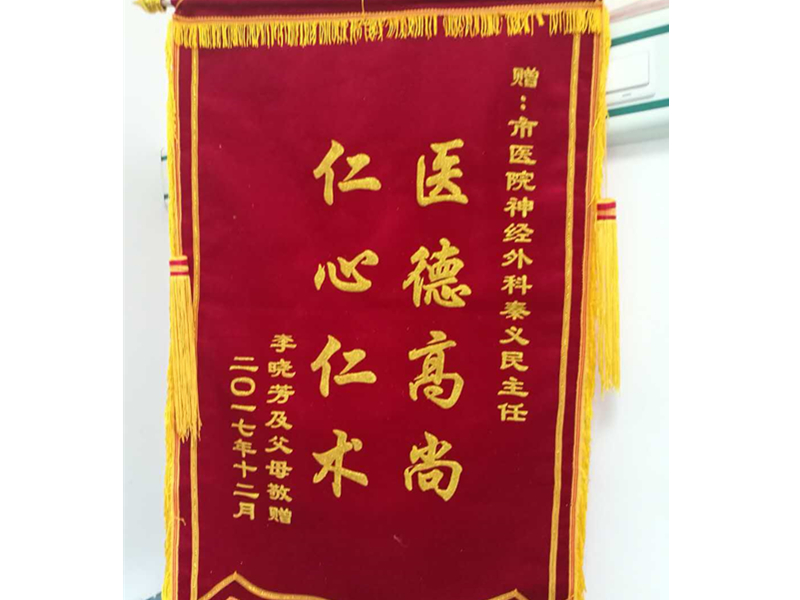 赠：市医院神经外科秦义民主任
医德高尚
仁心仁术
李晓芳及父母敬赠
二〇一七年十二月